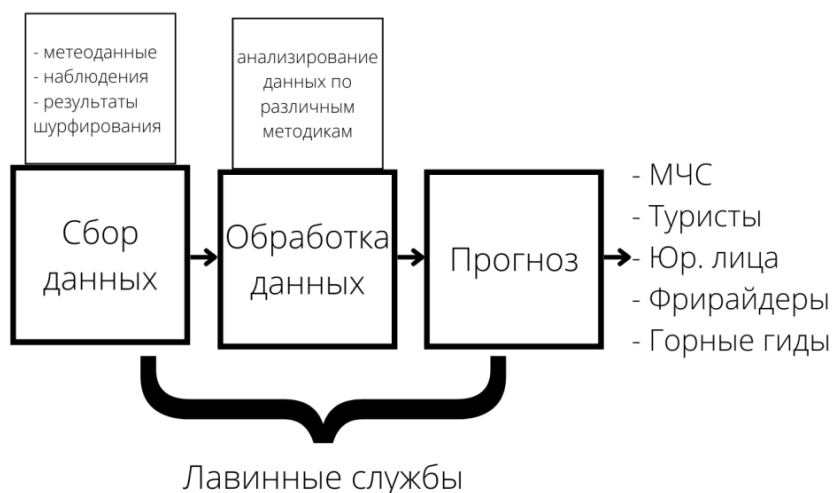 - метеоданные
- наблюдения
- результаты
шурфирования
анализирование
данных по
различным
методикам
Сбор
данных
Обработка
данных
Прогноз
- МЧС
- Туристы
- Юр. лица
- Фрирайдеры
- Горные гиды
Лавинные службы